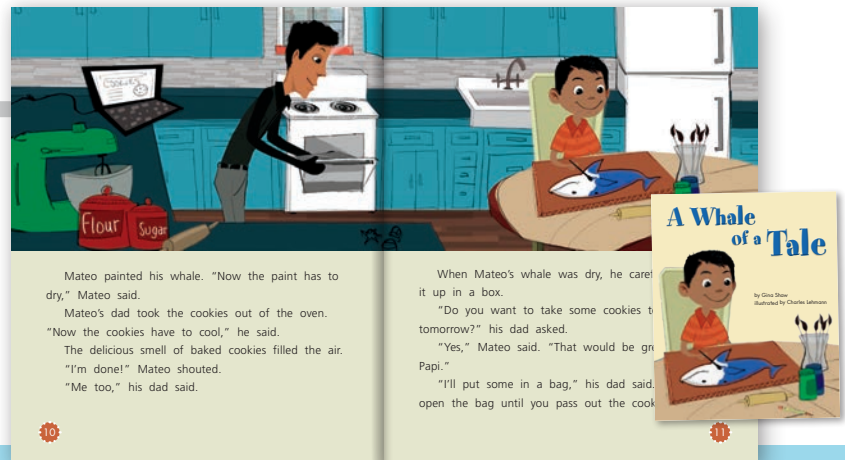 COOKIES
Flour
Sugar
Mateo painted his whale. “Now the paint has to
dry,” Mateo said.
Mateo’s dad took the cookies out of the oven.
“Now the cookies have to cool,” he said.
The delicious smell of baked cookies filled the air.
“I’m done!” Mateo shouted.
“Me too,” his dad said.
10
When Mateo’s whale was dry, he
it up in a box.
“Do you want to take some cookies
tomorrow?” his dad asked.
“Yes,” Mateo said. “That would be
Papi.”
“I’ll put some in a bag,” his dad said.
open the bag until you pass out the
11
A Whale
of a Tale
by Gina Shaw
illustrated by Charles Lehmann